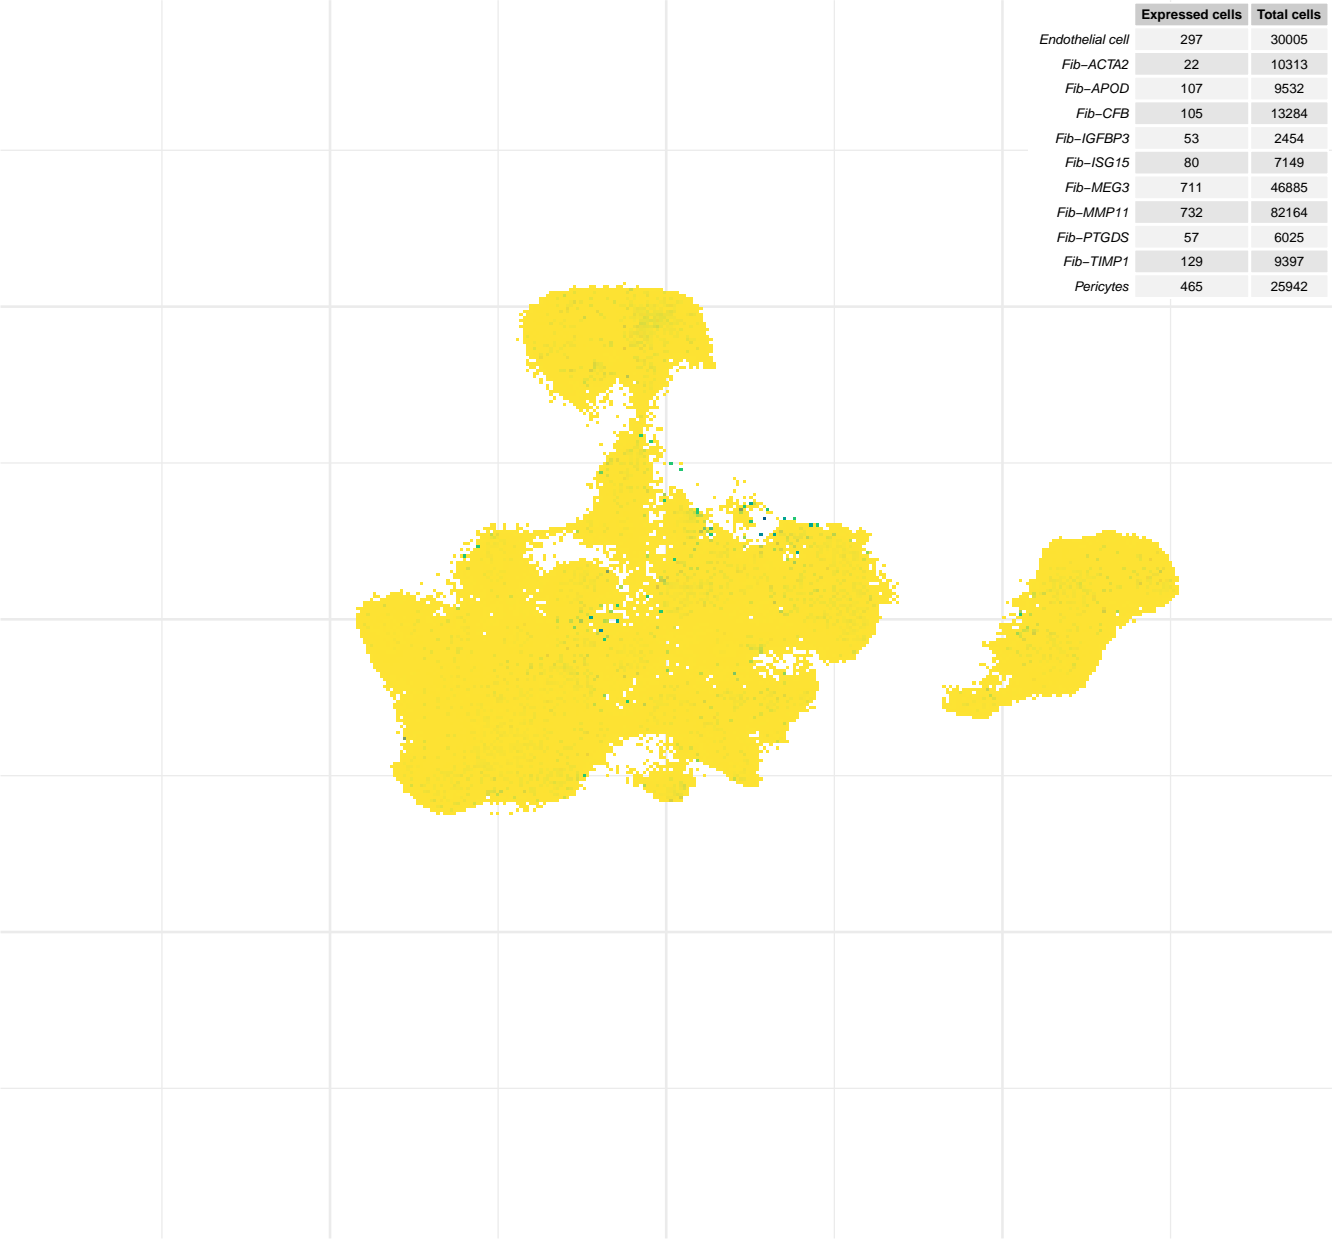 Expressed cells Total cells
Endothelial cell 297 30005
Fib−ACTA2 22 10313
Fib−APOD 107 9532
Fib−CFB 105 13284
Fib−IGFBP3 53 2454
Fib−ISG15 80 7149
Fib−MEG3 711 46885
Fib−MMP11 732 82164
Fib−PTGDS 57 6025
Fib−TIMP1 129 9397
Pericytes 465 25942